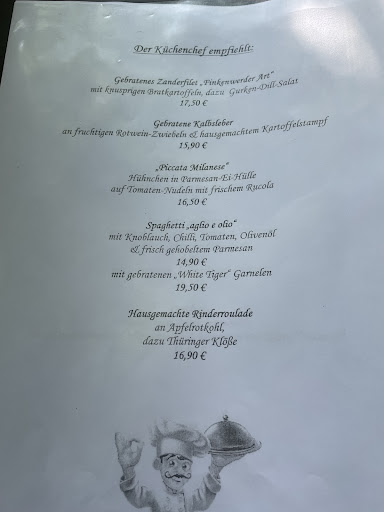 Der Küchenchef empfiehlt:
Gebratenes Zanderfilet „Finkenwerder Art"
mit knusprigen Bratkartoffeln, dazu Gurken-Dill-Salat
17,50 €
Gebratene Kalbsleber
an fruchtigen Rotwein-Zwiebeln & hausgemachtem Kartoffelstampf
15,90 €
„Piccata Milanese"
Hühnchen in Parmesan-Ei-Hülle
auf Tomaten-Nudeln mit frischem Rucola
16,50 €
Spaghetti „aglio e olio"
mit Knoblauch, Chilli, Tomaten, Olivenöl
& frisch gehobeltem Parmesan
14,90 €
mit gebratenen „White Tiger" Garnelen
19,50 €
Hausgemachte Rinderroulade
an Apfelrotkohl,
dazu Thüringer Klöße
16,90 €